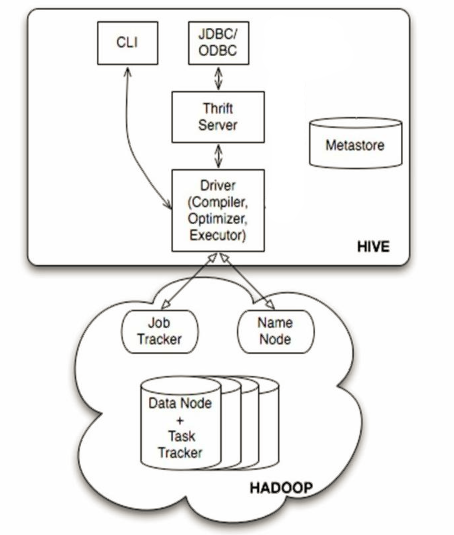 CLI
JDBC/
ODBC
Thrift
Server
Metastore
Driver
(Compiler,
Optimizer,
Executor)
HIVE
Job
Tracker
Name
Node
Data Node
+
Task
Tracker
HADOOP